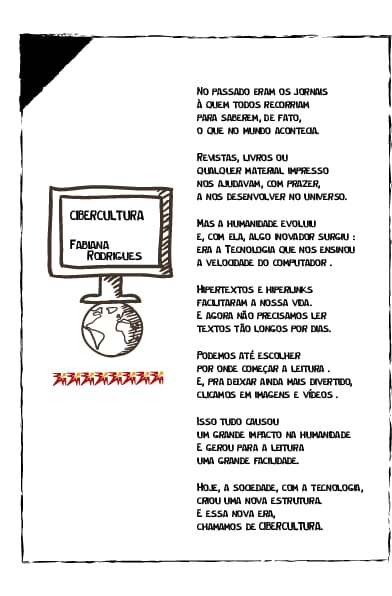 CIBERCULTURA
FABIANA
RODRIGUES
NO PASSADO ERAM OS JORNAIS
À QUEM TODOS RECORRIAM
PARA SABEREM, DE FATO,
O QUE NO MUNDO ACONTECIA.
REVISTAS, LIVROS OU
QUALQUER MATERIAL IMPRESSO
NOS AJUDAVAM, COM PRAZER,
A NOS DESENVOLVER NO UNIVERSO.
MAS A HUMANIDADE EVOLUIU
E, COM ELA, ALGO INOVADOR SURGIU :
ERA A TECNOLOGIA QUE NOS ENSINOU
A VELOCIDADE DO COMPUTADOR .
HIPERTEXTOS E HIPERLINKS
FACILITARAM A NOSSA VIDA.
E AGORA NÃO PRECISAMOS LER
TEXTOS TÃO LONGOS POR DIAS.
PODEMOS ATÉ ESCOLHER
POR ONDE COMEÇAR A LEITURA .
E, PRA DEIXAR AINDA MAIS DIVERTIDO,
CLICAMOS EM IMAGENS E VÍDEOS .
ISSO TUDO CAUSOU
UM GRANDE IMPACTO NA HUMANIDADE
E GEROU PARA A LEITURA
UMA GRANDE FACILIDADE.
HOJE, A SOCIEDADE, COM A TECNOLOGIA,
CRIOU UMA NOVA ESTRUTURA.
E ESSA NOVA ERA,
CHAMAMOS DE CIBERCULTURA.